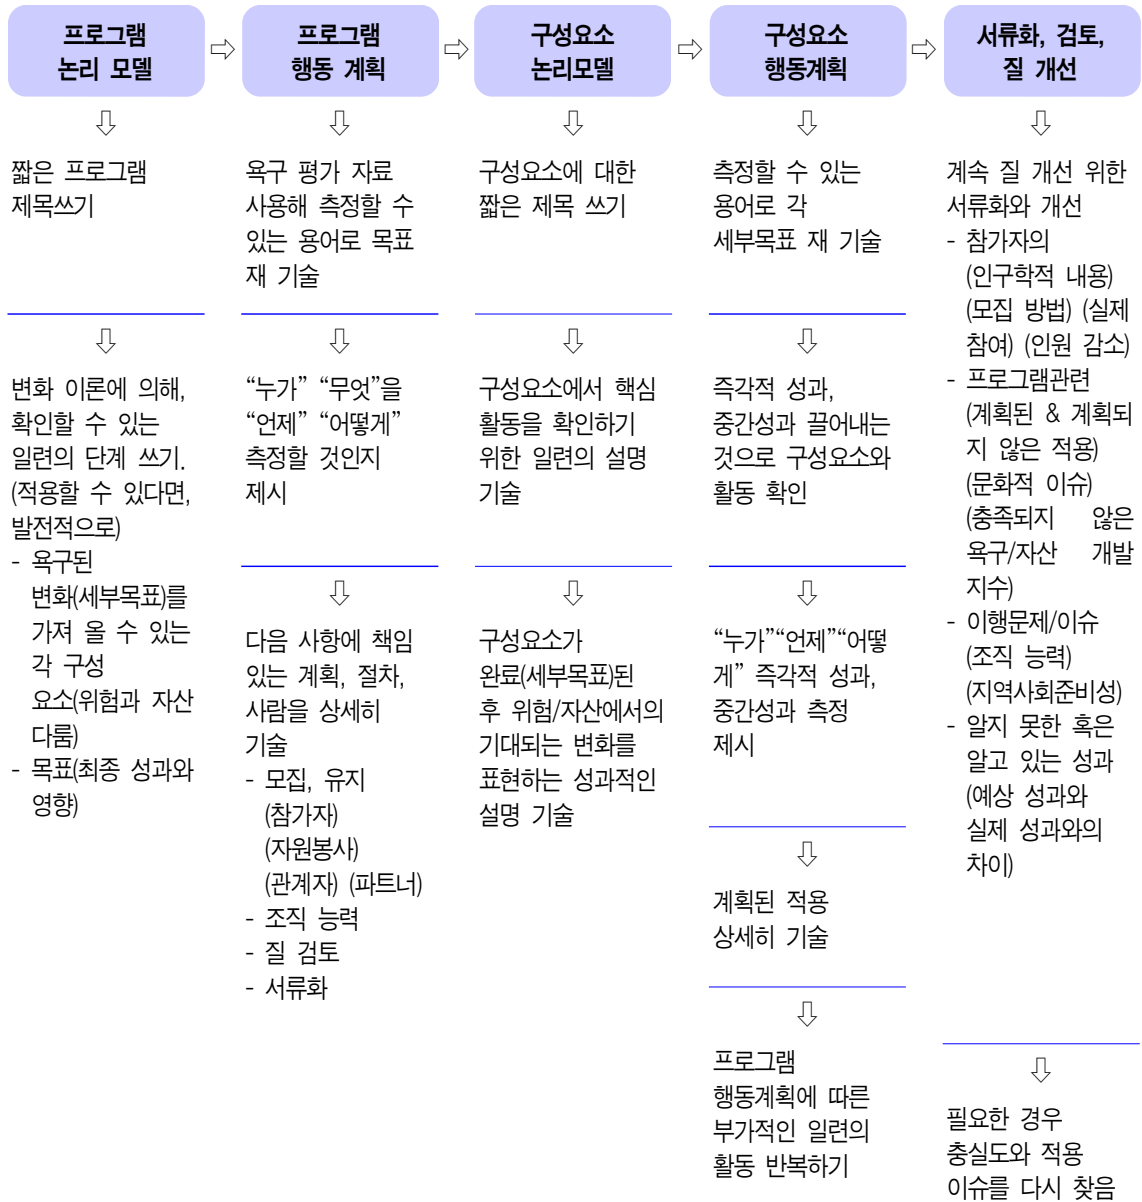 프로그램
논리 모델
⇨
프로그램
행동 계획
⇨
구성요소
논리모델
⇨
구성요소
행동계획
⇨
서류화, 검토,
질 개선
⇩
짧은 프로그램
제목쓰기
⇩
변화 이론에 의해,
확인할 수 있는
일련의 단계 쓰기.
(적용할 수 있다면,
발전적으로)
- 욕구된
변화(세부목표)를
가져 올 수 있는
각 구성
요소(위험과 자산
다룸)
- 목표(최종 성과와
영향)
⇩
욕구 평가 자료
사용해 측정할 수
있는 용어로 목표
재 기술
⇩
“누가” “무엇”을
“언제” “어떻게”
측정할 것인지
제시
⇩
다음 사항에 책임
있는 계획, 절차,
사람을 상세히
기술
- 모집, 유지
(참가자)
(자원봉사)
(관계자) (파트너)
- 조직 능력
- 질 검토
- 서류화
⇩
구성요소에 대한
짧은 제목 쓰기
⇩
구성요소에서 핵심
활동을 확인하기
위한 일련의 설명
기술
⇩
구성요소가
완료(세부목표)된
후 위험/자산에서의
기대되는 변화를
표현하는 성과적인
설명 기술
⇩
측정할 수 있는
용어로 각
세부목표 재 기술
⇩
즉각적 성과,
중간성과 끌어내는
것으로 구성요소와
활동 확인
⇩
“누가”“언제”“어떻
게” 즉각적 성과,
중간성과 측정
제시
⇩
계획된 적용
상세히 기술
⇩
프로그램
행동계획에 따른
부가적인 일련의
활동 반복하기
⇩
계속 질 개선 위한
서류화와 개선
- 참가자의
(인구학적 내용)
(모집 방법) (실제
참여) (인원 감소)
- 프로그램관련
(계획된 & 계획되
지 않은 적용)
(문화적 이슈)
(충족되지 않은
욕구/자산 개발
지수)
- 이행문제/이슈
(조직 능력)
(지역사회준비성)
- 알지 못한 혹은
알고 있는 성과
(예상 성과와
실제 성과와의
차이)
⇩
필요한 경우
충실도와 적용
이슈를 다시 찾음